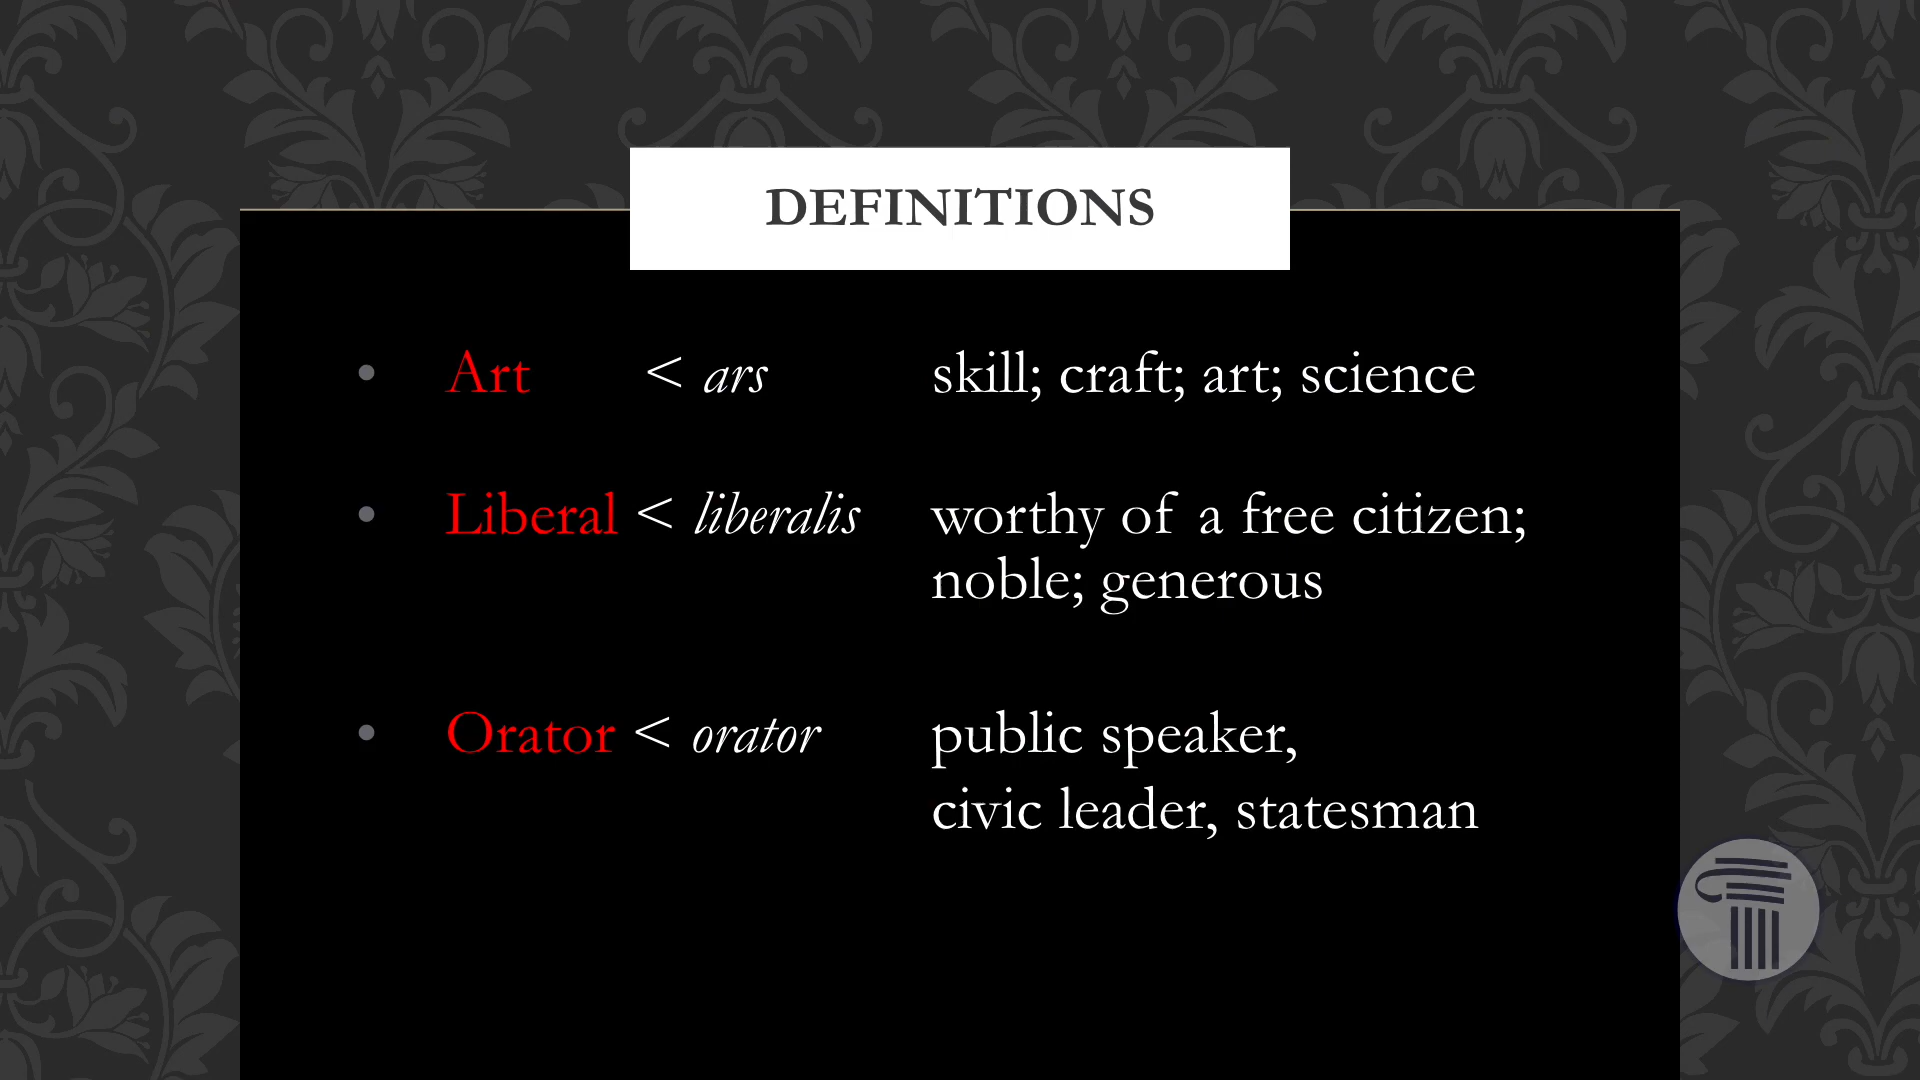 DEFINITIONS
• Art < ars skill; craft; art; science
• Liberal < liberalis worthy of a free citizen;
noble; generous
• Orator < orator public speaker,
civic leader, statesman